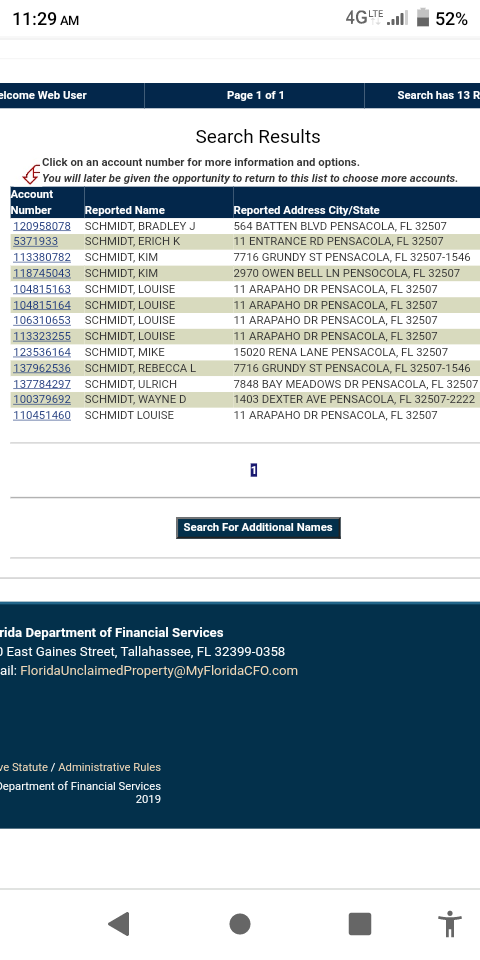 11:29 AM 4G LTE 52%
elcome Web User Page 1 of 1 Search has 13 R
Search Results
Click on an account number for more information and options.
You will later be given the opportunity to return to this list to choose more accounts.
Account
Number Reported Name Reported Address City/State
120958078 SCHMIDT, BRADLEY J 564 BATTEN BLVD PENSACOLA, FL 32507
5371933 SCHMIDT, ERICH K 11 ENTRANCE RD PENSACOLA, FL 32507
113380782 SCHMIDT, KIM 7716 GRUNDY ST PENSACOLA, FL 32507-1546
118745043 SCHMIDT, KIM 2970 OWEN BELL LN PENSOCOLA, FL 32507
104815163 SCHMIDT, LOUISE 11 ARAPAHO DR PENSACOLA, FL 32507
104815164 SCHMIDT, LOUISE 11 ARAPAHO DR PENSACOLA, FL 32507
106310653 SCHMIDT, LOUISE 11 ARAPAHO DR PENSACOLA, FL 32507
113323255 SCHMIDT, LOUISE 11 ARAPAHO DR PENSACOLA, FL 32507
123536164 SCHMIDT, MIKE 15020 RENA LANE PENSACOLA, FL 32507
137962536 SCHMIDT, REBECCA L 7716 GRUNDY ST PENSACOLA, FL 32507-1546
137784297 SCHMIDT, ULRICH 7848 BAY MEADOWS DR PENSACOLA, FL 32507
100379692 SCHMIDT, WAYNE D 1403 DEXTER AVE PENSACOLA, FL 32507-2222
110451460 SCHMIDT LOUISE 11 ARAPAHO DR PENSACOLA, FL 32507
1
Search For Additional Names
rida Department of Financial Services
0 East Gaines Street, Tallahassee, FL 32399-0358
ail: FloridaUnclaimedProperty@MyFloridaCFO.com
ve Statute / Administrative Rules
Department of Financial Services
2019